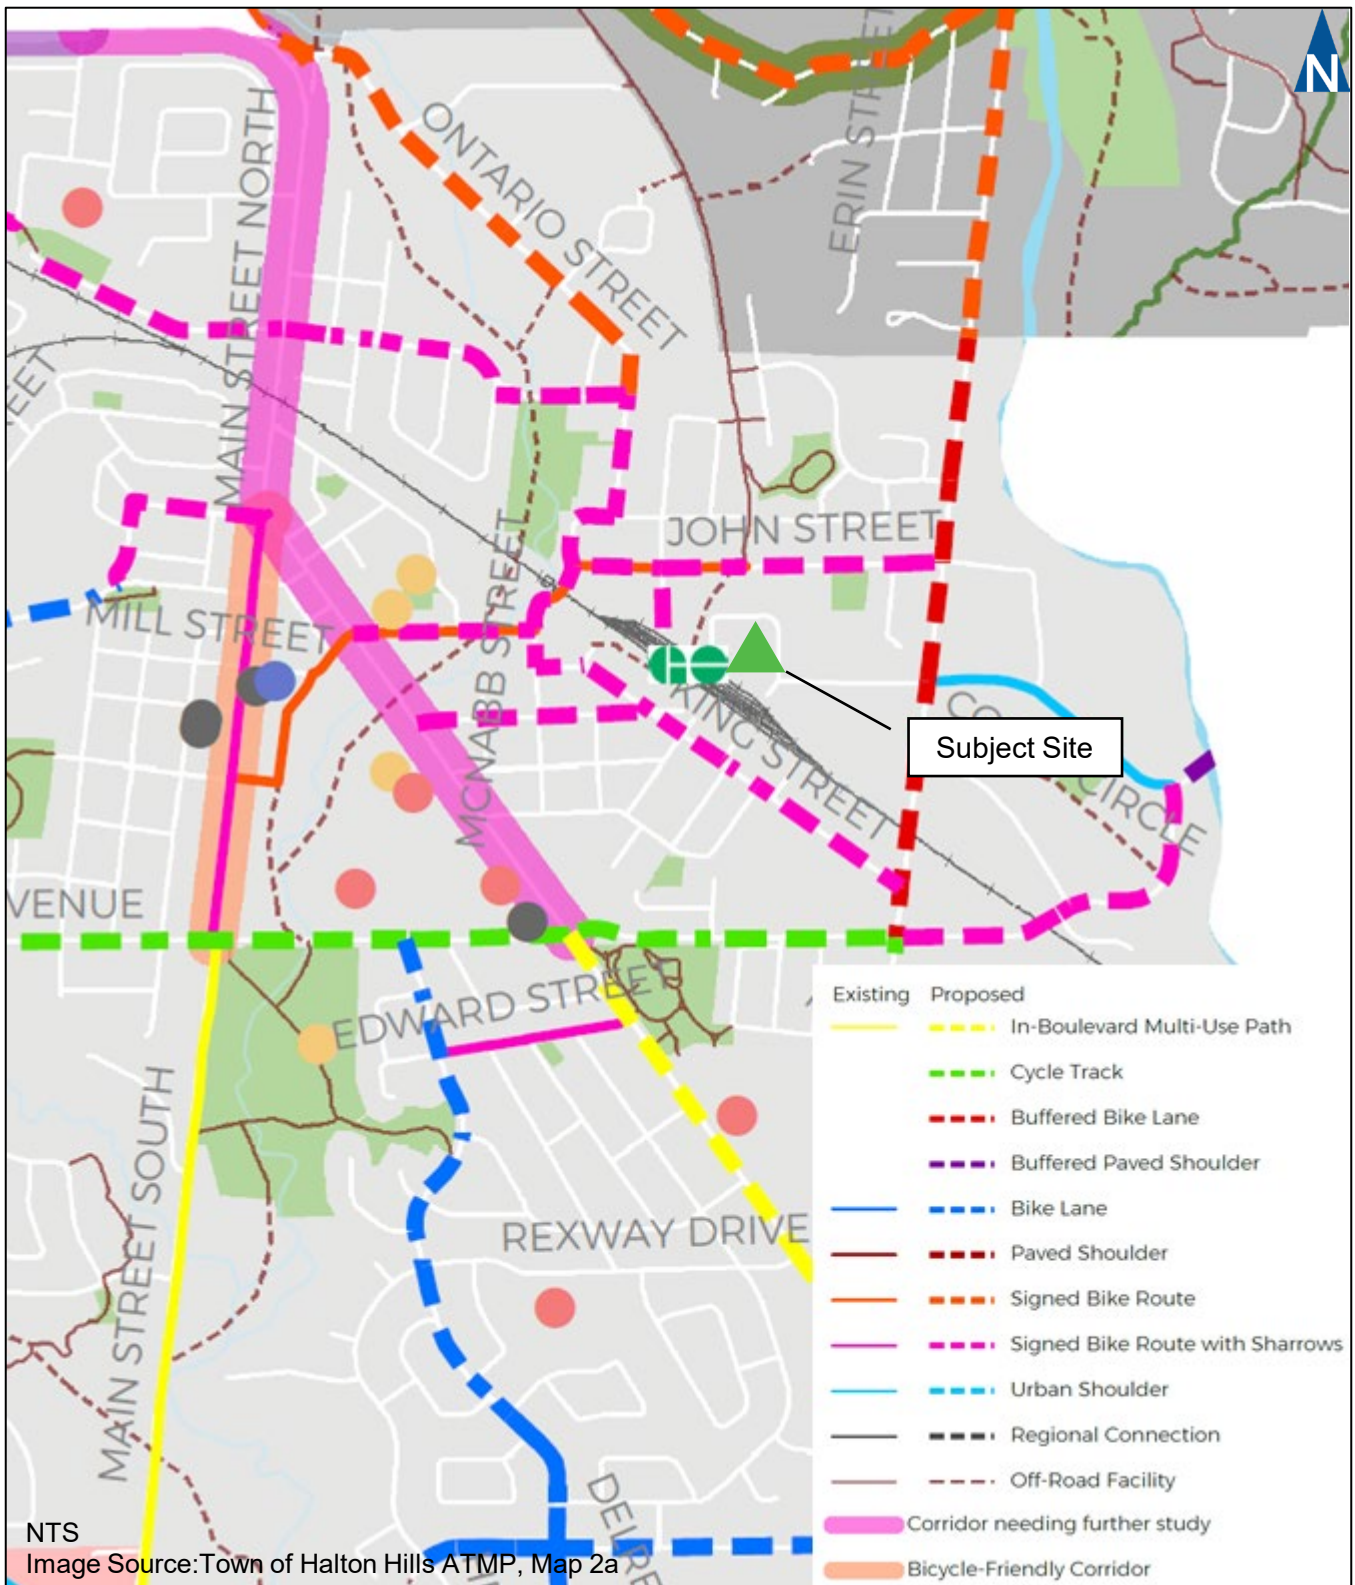 N
ERIN STREET
ONTARIO STREET
MAIN STREET NORTH
EET
JOHN STREET
MCNABB STREET
MILL STREET
GO
KING STREET
Subject Site
CIRCLE
VENUE
EDWARD STREET
MAIN STREET SOUTH
REXWAY DRIVE
DELRE
Existing Proposed
In-Boulevard Multi-Use Path
Cycle Track
Buffered Bike Lane
Buffered Paved Shoulder
Bike Lane
Paved Shoulder
Signed Bike Route
Signed Bike Route with Sharrows
Urban Shoulder
Regional Connection
Off-Road Facility
Corridor needing further study
Bicycle-Friendly Corridor
NTS
Image Source:Town of Halton Hills ATMP, Map 2a